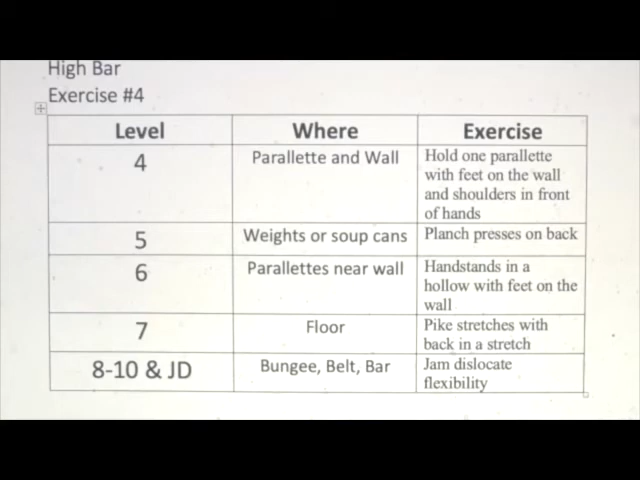 High Bar
Exercise #4
Level Where Exercise
4 Parallette and Wall Hold one parallette
with feet on the wall
and shoulders in front
of hands
5 Weights or soup cans Planch presses on back
6 Parallettes near wall Handstands in a
hollow with feet on the
wall
7 Floor Pike stretches with
back in a stretch
8-10 & JD Bungee, Belt, Bar Jam dislocate
flexibility